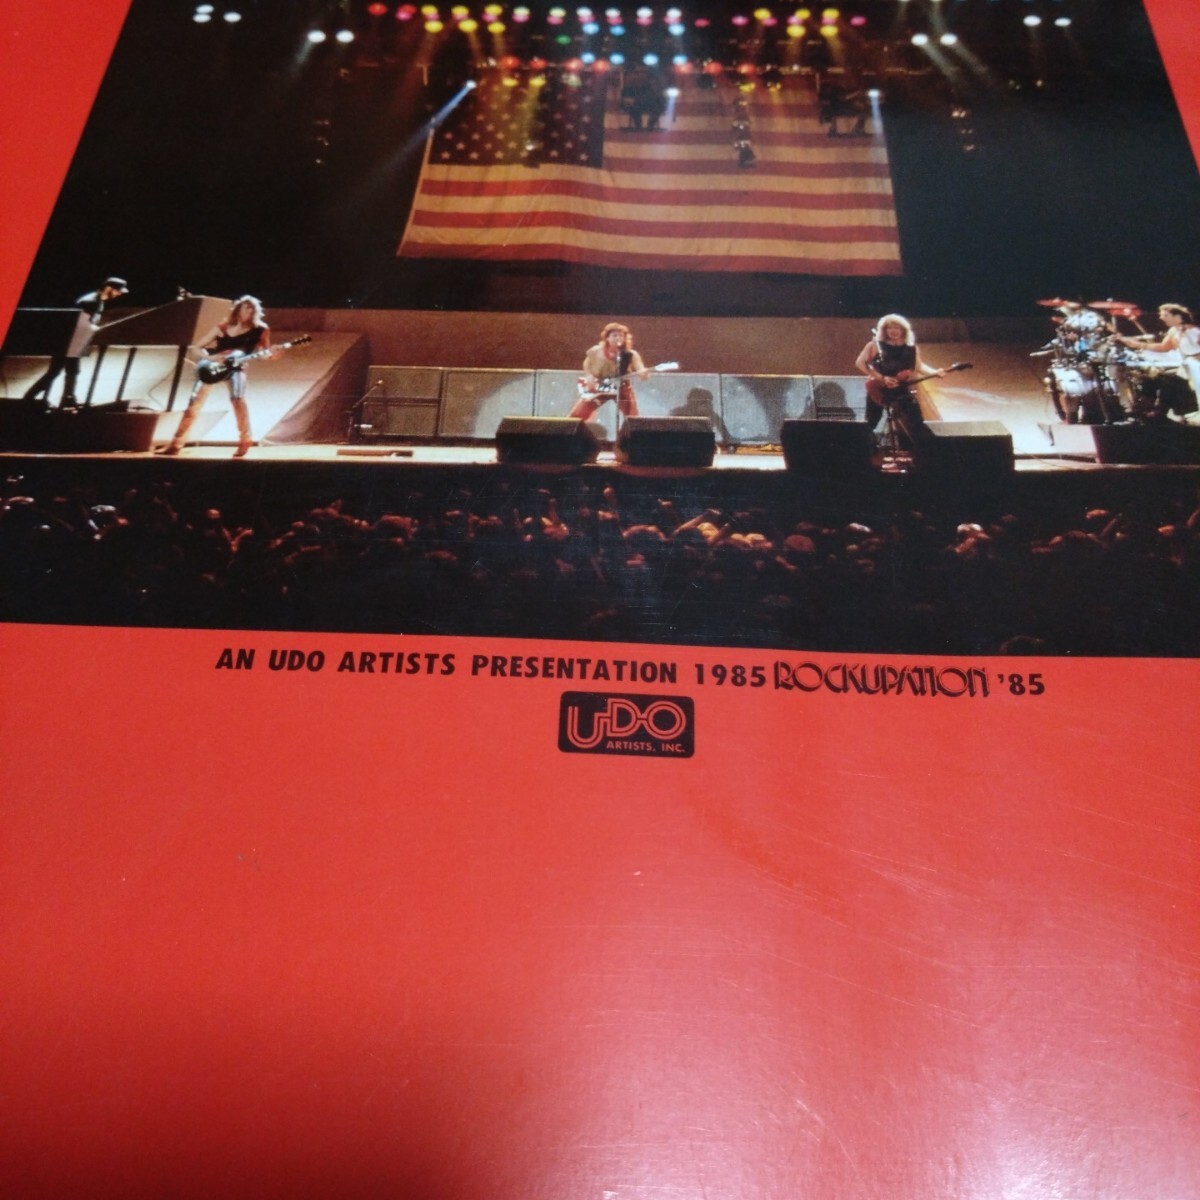 AN UDO ARTISTS PRESENTATION 1985 ROCKUPATION '85
UDO
ARTISTS, INC.